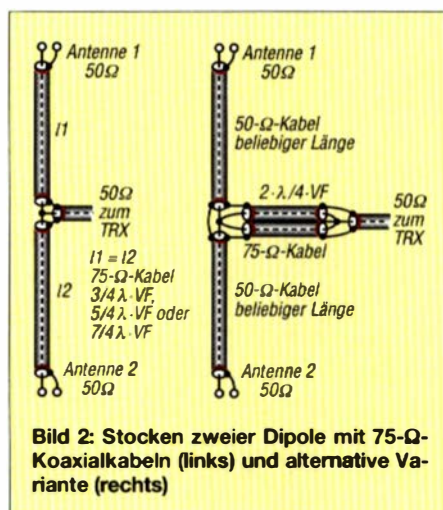 Antenne 1
50Ω
l1
50Ω
zum
TRX
l1 = l2
75-Ω-Kabel
3/4 λ·VF,
5/4 λ·VF oder
7/4 λ·VF
l2
Antenne 2
50Ω
Antenne 1
50Ω
50-Ω-Kabel
beliebiger Länge
2·λ/4·VF
50Ω
zum
TRX
75-Ω-Kabel
50-Ω-Kabel
beliebiger Länge
Antenne 2
50Ω
Bild 2: Stocken zweier Dipole mit 75-Ω-
Koaxialkabeln (links) und alternative Va-
riante (rechts)